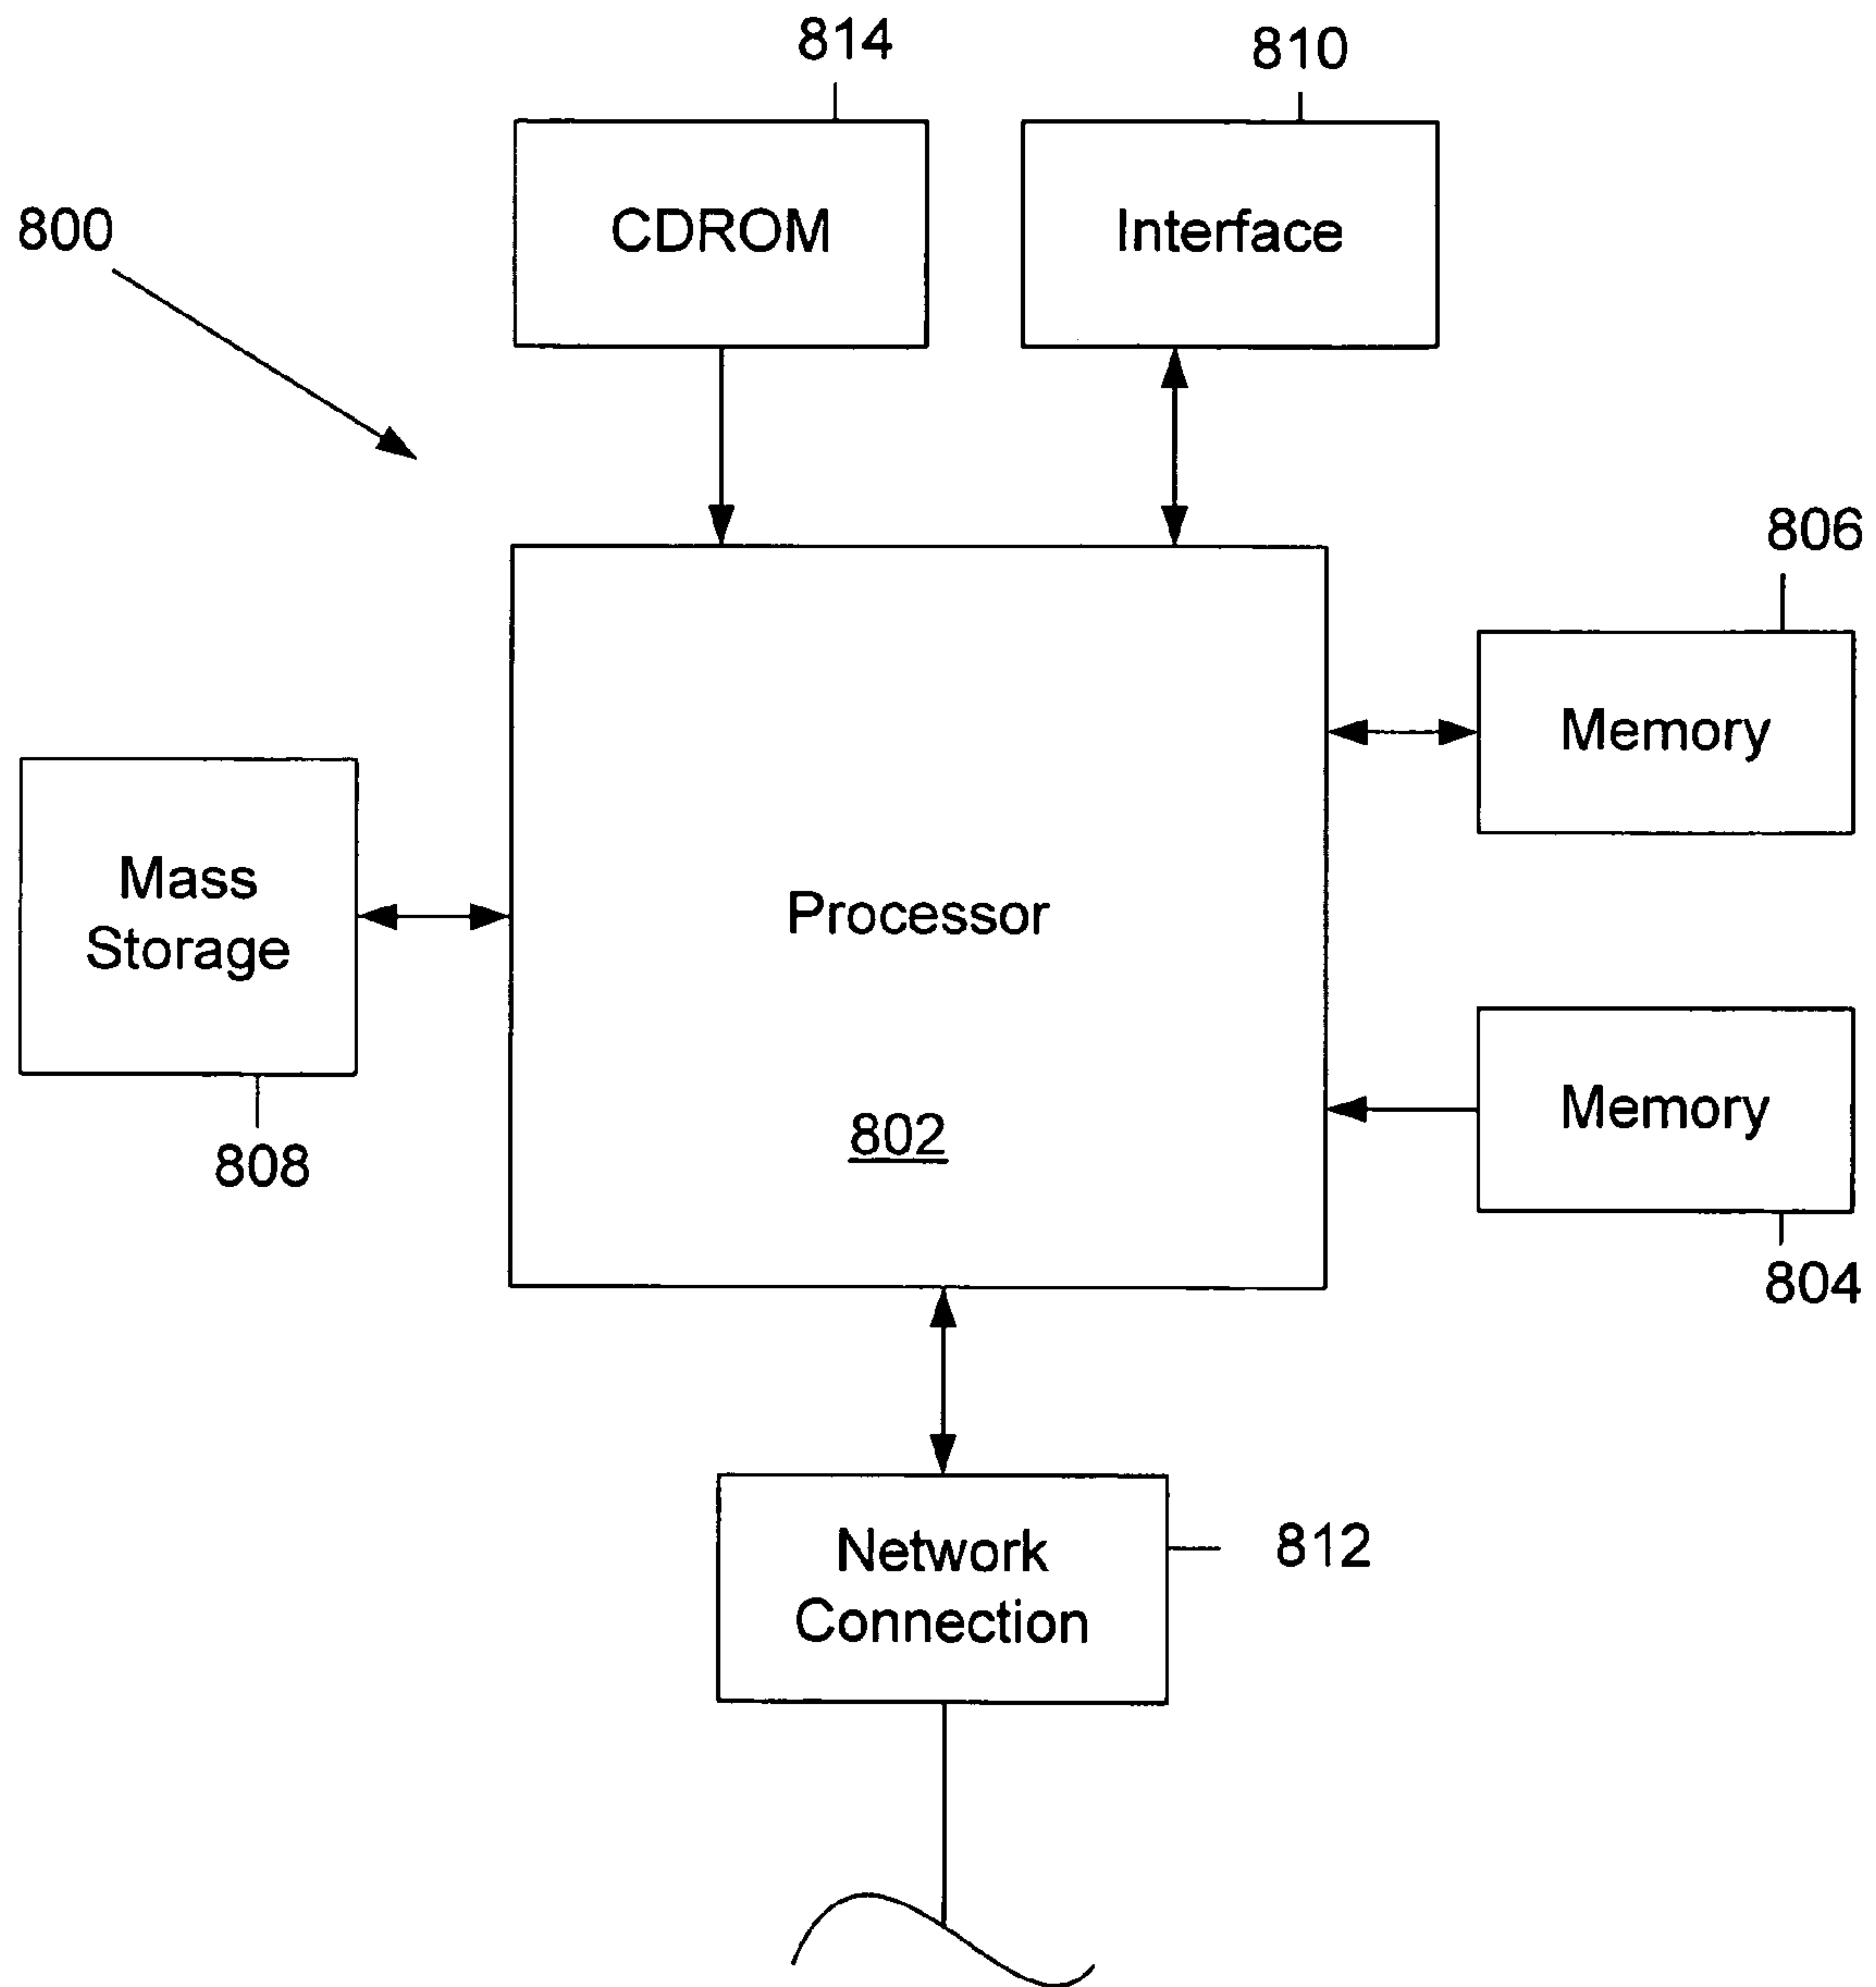 814
810
800
CDROM
Interface
806
Memory
Mass
Storage
Processor
Memory
802
808
804
Network
Connection
812